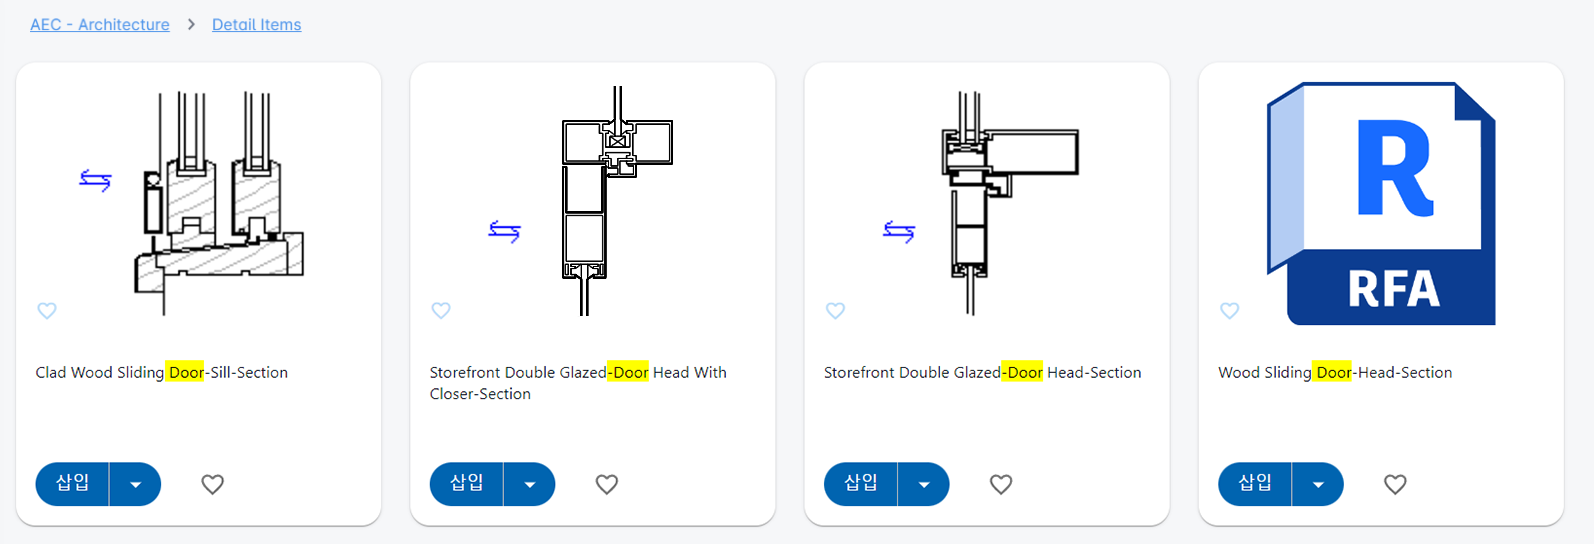 AEC - Architecture > Detail Items
R
RFA
Clad Wood Sliding Door-Sill-Section
Storefront Double Glazed-Door Head With
Closer-Section
Storefront Double Glazed-Door Head-Section
Wood Sliding Door-Head-Section
삽입
삽입
삽입
삽입